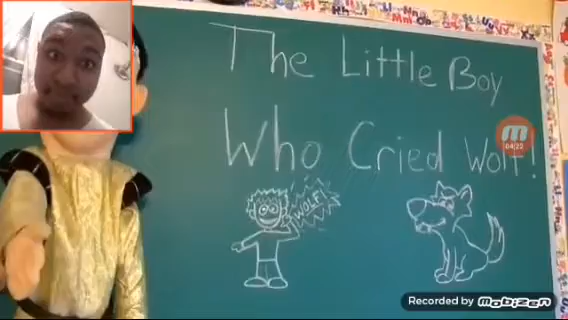 The Little Boy
Who Cried Wolf!
WOLF!
04:22
Recorded by mobizen